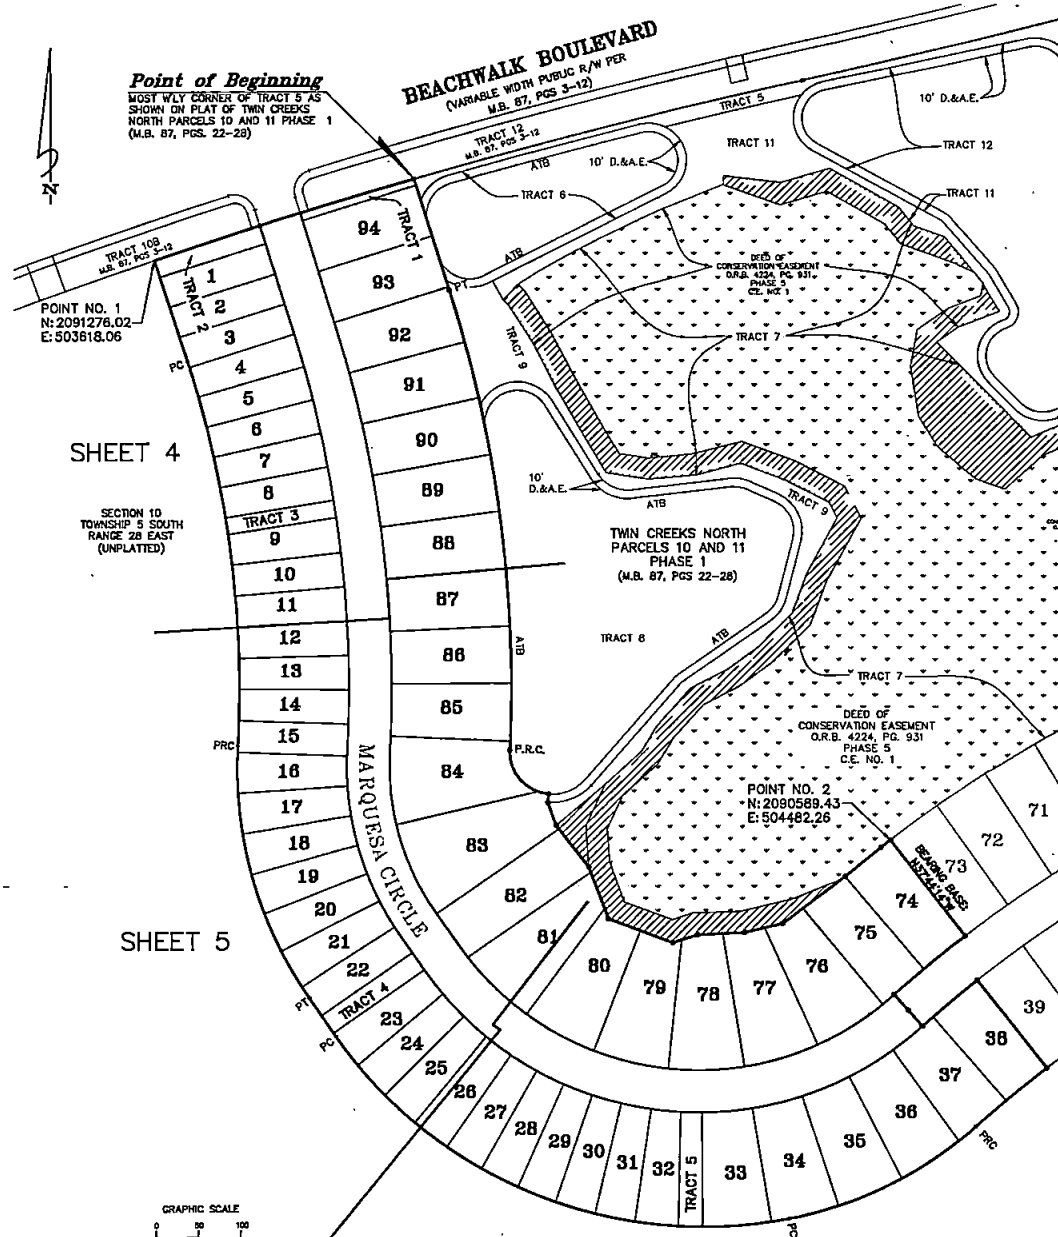 Point of Beginning
MOST W'LY CORNER OF TRACT 5 AS
SHOWN ON PLAT OF TWIN CREEKS
NORTH PARCELS 10 AND 11 PHASE 1
(M.B. 87, PGS. 22-28)
BEACHWALK BOULEVARD
(VARIABLE WIDTH PUBLIC R/W PER
M.B. 87, PGS 3-12)
TRACT 5
10' D.&A.E.
TRACT 12
M.B. 87, PGS 3-12
ATB
10' D.&A.E.
TRACT 11
TRACT 12
TRACT 6
TRACT 11
N
TRACT 10B
M.B. 87, PGS 3-12
94
TRACT 1
ATB
93
PT
DEED OF
CONSERVATION EASEMENT
O.R.B. 4224, PG. 931
PHASE 5
C.E. NO. 1
POINT NO. 1
N: 2091276.02
E: 503618.06
1
TRACT 2
2
3
PC
4
5
6
7
8
TRACT 3
9
10
11
12
13
14
15
PRC
16
17
18
19
20
21
22
PT
TRACT 4
23
PC
24
25
26
27
28
29
30
31
32
TRACT 5
33
34
35
36
37
38
39
PRC
PC
92
91
90
89
88
87
86
85
84
83
82
81
80
79
78
77
76
75
74
73
72
71
TRACT 9
TRACT 7
SHEET 4
SECTION 10
TOWNSHIP 5 SOUTH
RANGE 28 EAST
(UNPLATTED)
10'
D.&A.E.
ATB
TRACT 9
TWIN CREEKS NORTH
PARCELS 10 AND 11
PHASE 1
(M.B. 87, PGS 22-28)
TRACT 8
ATB
ATB
TRACT 7
P.R.C.
DEED OF
CONSERVATION EASEMENT
O.R.B. 4224, PG. 931
PHASE 5
C.E. NO. 1
POINT NO. 2
N: 2090589.43
E: 504482.26
BEARING BASE:
MARQUESA CIRCLE
SHEET 5
GRAPHIC SCALE
0 50 100